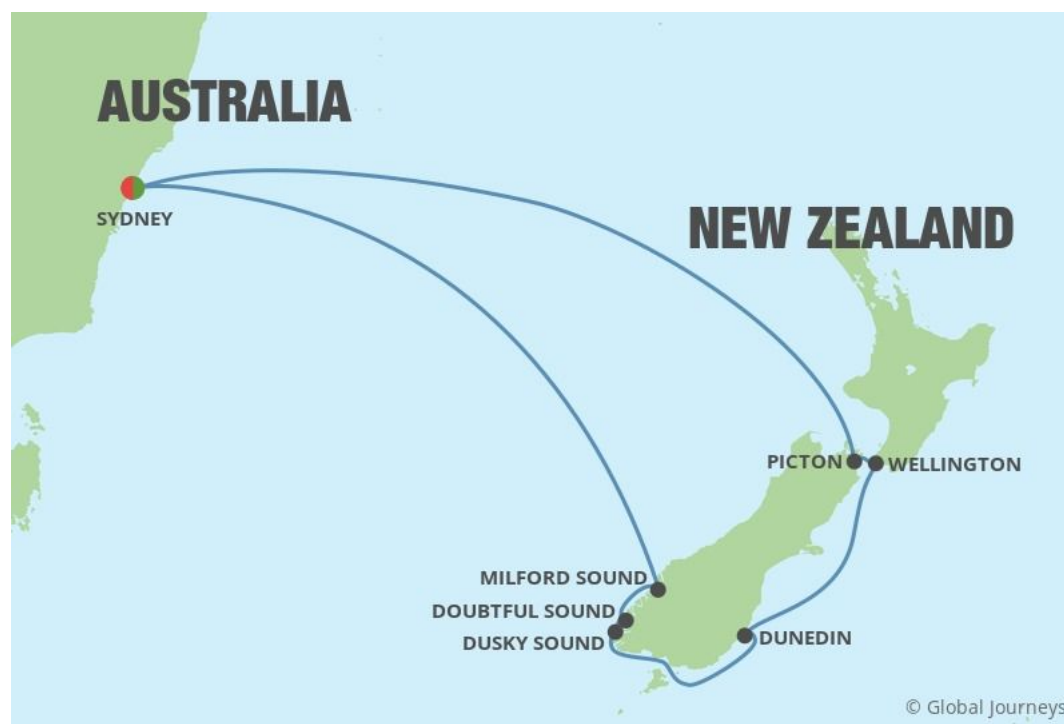 AUSTRALIA
SYDNEY
NEW ZEALAND
PICTON
WELLINGTON
MILFORD SOUND
DOUBTFUL SOUND
DUSKY SOUND
DUNEDIN
© Global Journeys